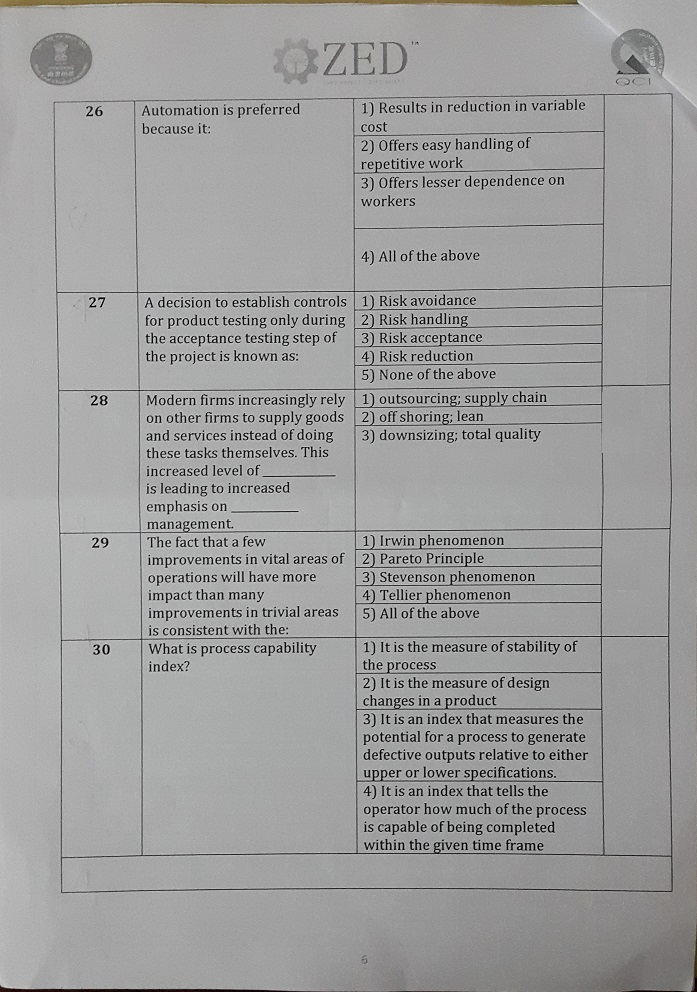 ZED
TM
QCI
26
Automation is preferred
because it:
1) Results in reduction in variable
cost
2) Offers easy handling of
repetitive work
3) Offers lesser dependence on
workers
4) All of the above
27
A decision to establish controls
for product testing only during
the acceptance testing step of
the project is known as:
1) Risk avoidance
2) Risk handling
3) Risk acceptance
4) Risk reduction
5) None of the above
28
Modern firms increasingly rely
on other firms to supply goods
and services instead of doing
these tasks themselves. This
increased level of __________
is leading to increased
emphasis on _________
management.
1) outsourcing; supply chain
2) off shoring; lean
3) downsizing; total quality
29
The fact that a few
improvements in vital areas of
operations will have more
impact than many
improvements in trivial areas
is consistent with the:
1) Irwin phenomenon
2) Pareto Principle
3) Stevenson phenomenon
4) Tellier phenomenon
5) All of the above
30
What is process capability
index?
1) It is the measure of stability of
the process
2) It is the measure of design
changes in a product
3) It is an index that measures the
potential for a process to generate
defective outputs relative to either
upper or lower specifications.
4) It is an index that tells the
operator how much of the process
is capable of being completed
within the given time frame
6